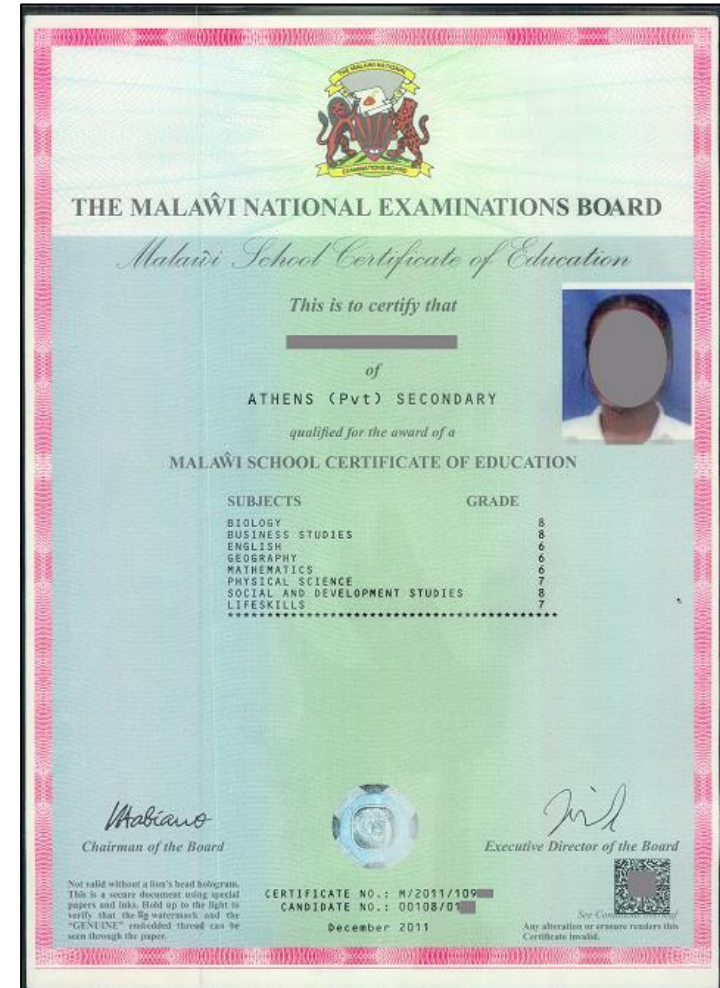 THE MALAWI NATIONAL
EXAMINATIONS BOARD
THE MALAŴI NATIONAL EXAMINATIONS BOARD
Malaŵi School Certificate of Education
This is to certify that
of
ATHENS (Pvt) SECONDARY
qualified for the award of a
MALAŴI SCHOOL CERTIFICATE OF EDUCATION
SUBJECTS GRADE
BIOLOGY 8
BUSINESS STUDIES 8
ENGLISH 6
GEOGRAPHY 6
MATHEMATICS 6
PHYSICAL SCIENCE 7
SOCIAL AND DEVELOPMENT STUDIES 8
LIFESKILLS 7
******************************************
Chairman of the Board
Executive Director of the Board
Not valid without a lion's head hologram.
This is a secure document using special
papers and inks. Hold up to the light to
verify that the fig watermark and the
"GENUINE" embedded thread can be
seen through the paper.
CERTIFICATE NO.: M/2011/109
CANDIDATE NO.: 00108/01
December 2011
See Conditions overleaf
Any alteration or erasure renders this
Certificate invalid.